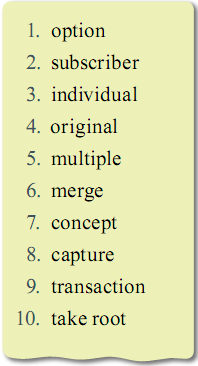 1. option
2. subscriber
3. individual
4. original
5. multiple
6. merge
7. concept
8. capture
9. transaction
10. take root